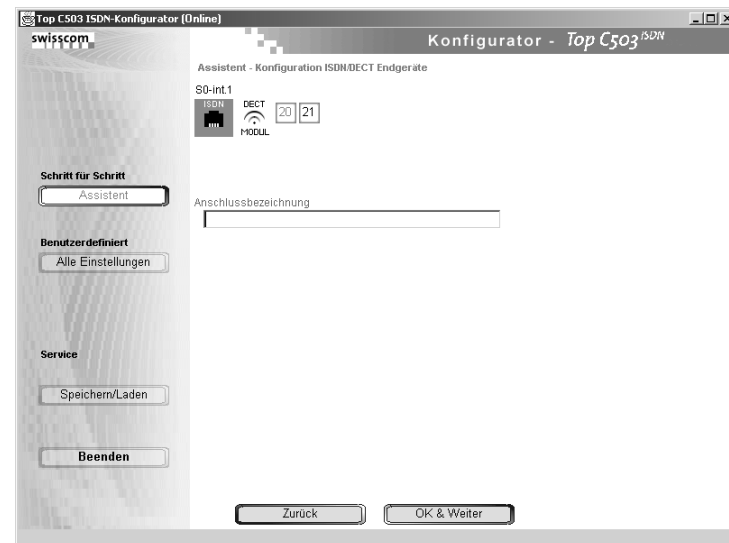 Top C503 ISDN-Konfigurator (Online)
swisscom
Konfigurator - Top C503 ISDN
Assistent - Konfiguration ISDN/DECT Endgeräte
S0-int.1
ISDN
DECT
MODUL
20
21
Schritt für Schritt
Assistent
Anschlussbezeichnung
Benutzerdefiniert
Alle Einstellungen
Service
Speichern/Laden
Beenden
Zurück
OK & Weiter